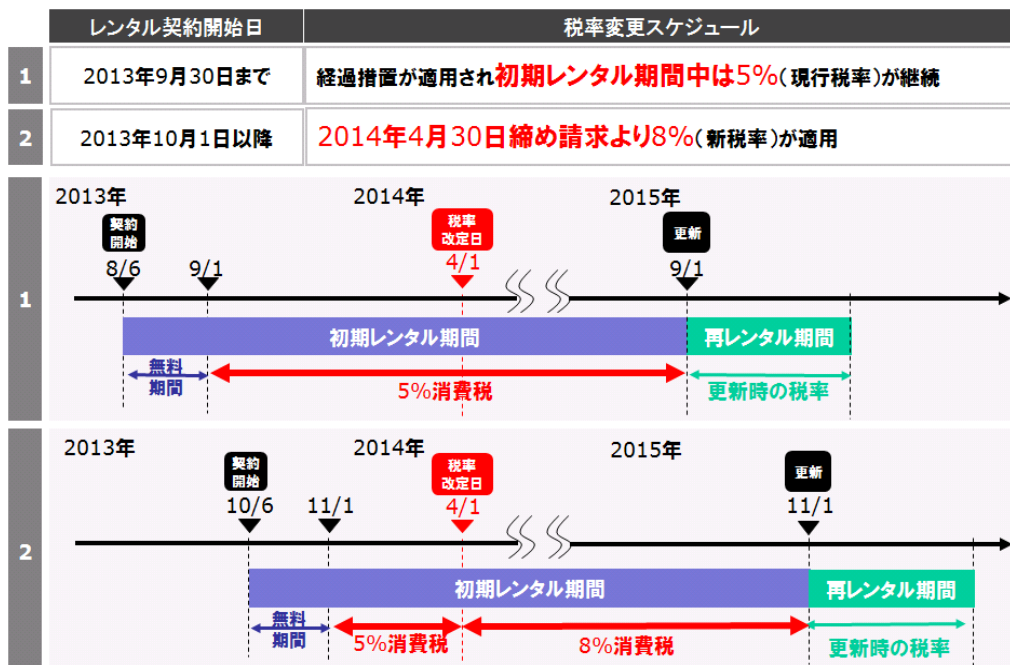 レンタル契約開始日 税率変更スケジュール
1 2013年9月30日まで 経過措置が適用され初期レンタル期間中は5%(現行税率)が継続
2 2013年10月1日以降 2014年4月30日締め請求より8%(新税率)が適用
1
2013年 2014年 2015年
契約
開始
税率
改定日
更新
8/6 9/1 4/1 9/1
初期レンタル期間 再レンタル期間
無料
期間
5%消費税 更新時の税率
2
2013年 2014年 2015年
契約
開始
税率
改定日
更新
10/6 11/1 4/1 11/1
初期レンタル期間 再レンタル期間
無料
期間
5%消費税 8%消費税 更新時の税率